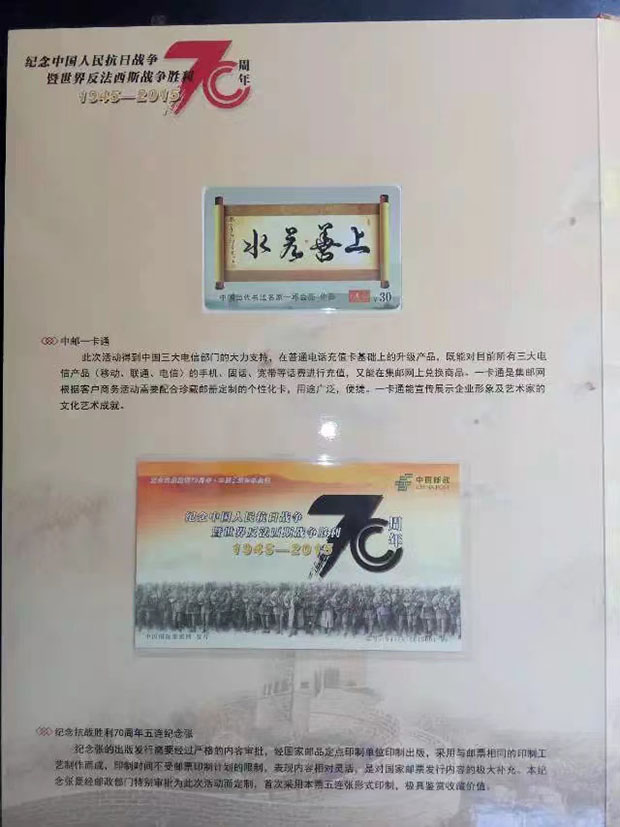 纪念中国人民抗日战争
暨世界反法西斯战争胜利
1945—2015
70周年
上善若水
¥30
中邮一卡通
此次活动得到中国三大电信部门的大力支持，在普通电话充值卡基础上的升级产品，既能对目前所有三大电
信产品（移动、联通、电信）的手机、固话、宽带等话费进行充值，又能在集邮网上兑换商品。一卡通是集邮网
根据客户商务活动需要配合珍藏邮册定制的个性化卡，用途广泛，便捷。一卡通能宣传展示企业形象及艺术家的
文化艺术成就。
中国邮政
CHINA POST
纪念中国人民抗日战争
暨世界反法西斯战争胜利
1945—2015
70周年
纪念抗战胜利70周年五连纪念张
纪念张的出版发行需要经过严格的内容审批，经国家邮品定点印制单位印制出版，采用与邮票相同的印制工
艺制作而成，印制时间不受邮票印制计划的限制，表现内容相对灵活，是对国家邮票发行内容的极大补充。本纪
念张是经邮政部门特别审批为此次活动而定制，首次采用本票五连张形式印制，极具鉴赏收藏价值。